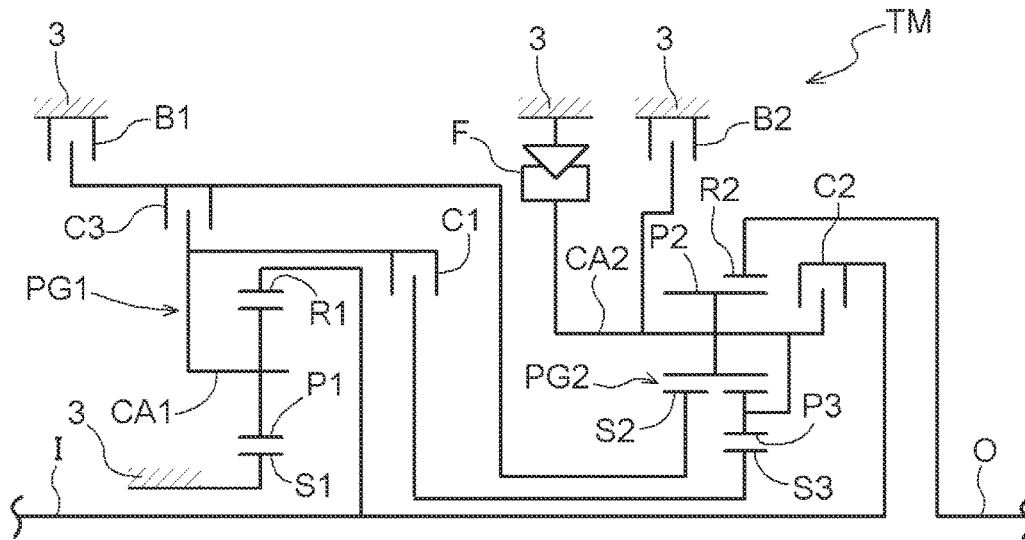 TM
3
3
3
B1
F
B2
C3
C1
R2
C2
P2
CA2
PG1
R1
PG2
P1
CA1
S2
P3
3
I
S1
S3
O